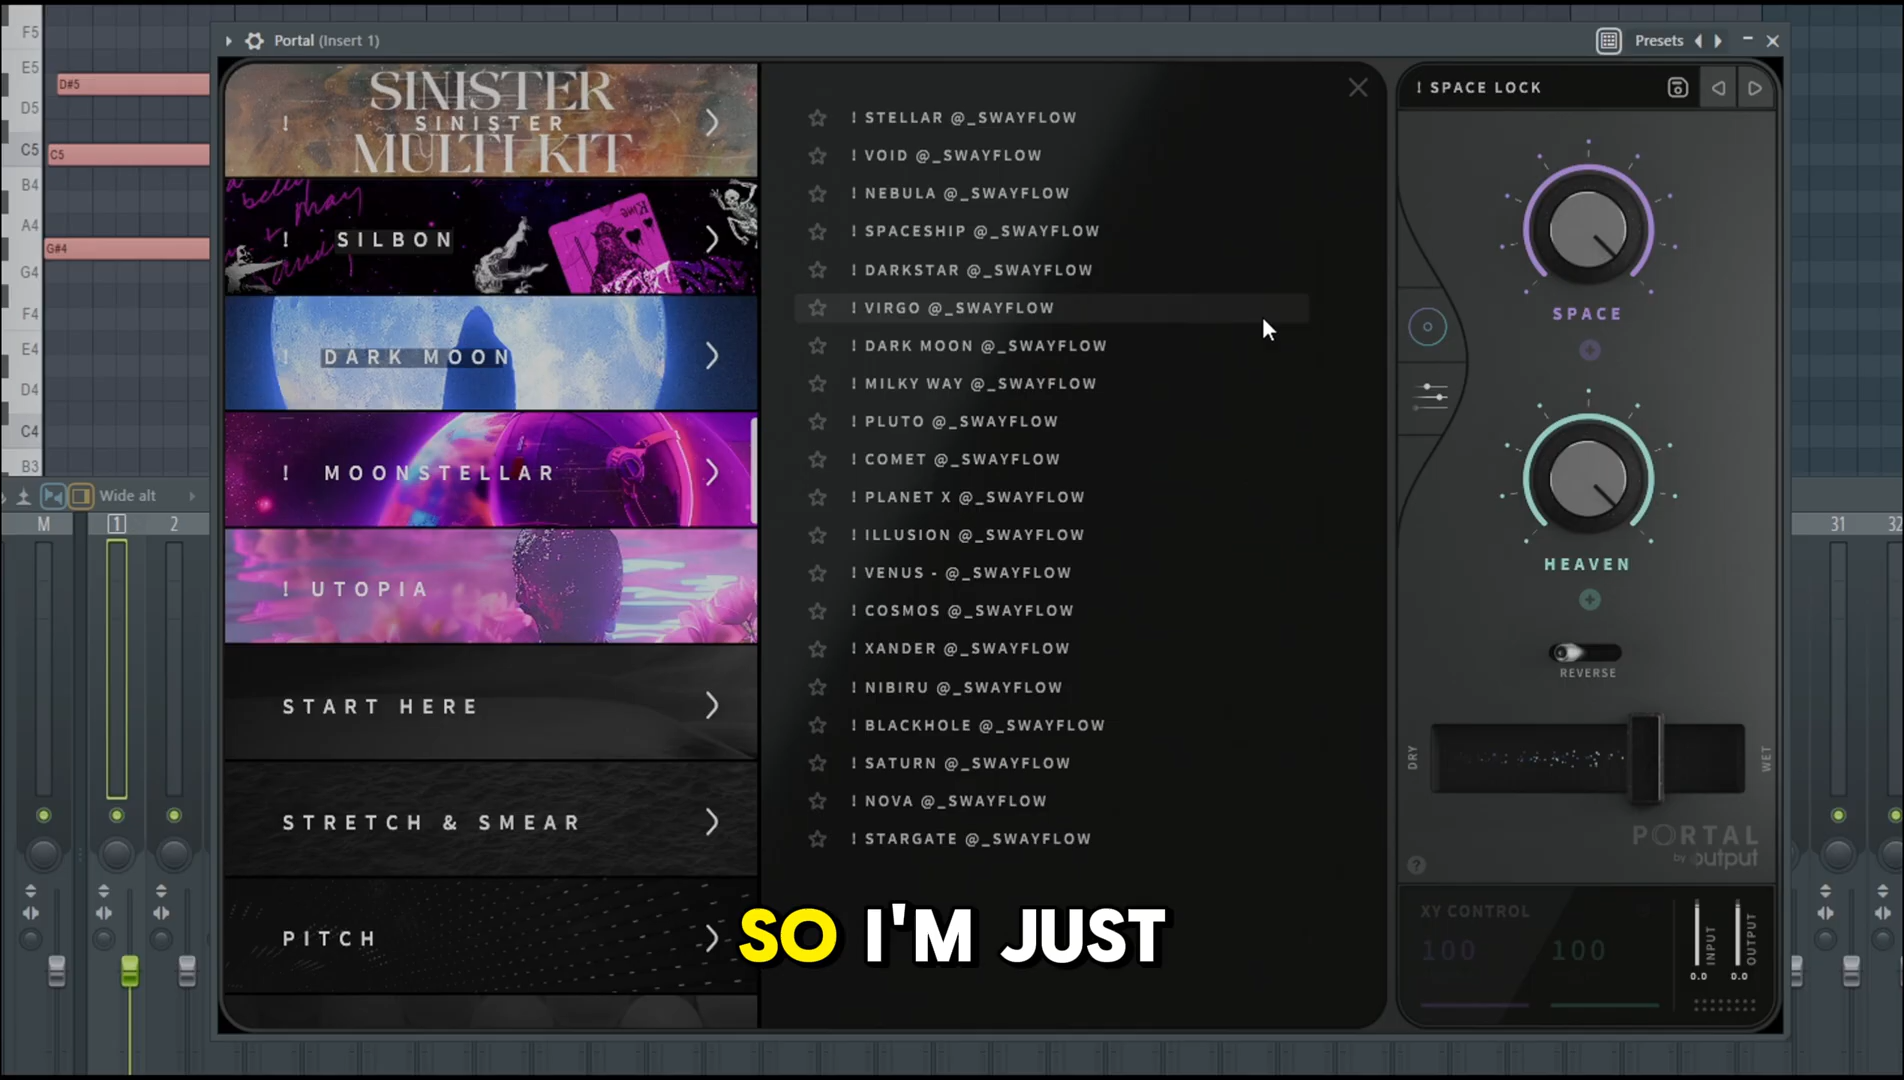 F5
E5
D5
C5
B4
A4
G4
F4
E4
D4
C4
B3
D#5
C5
G#4
Portal (Insert 1)
Presets
SINISTER
! SINISTER
MULTI KIT
! SILBON
! DARK MOON
! MOONSTELLAR
! UTOPIA
START HERE
STRETCH & SMEAR
PITCH
! STELLAR @_SWAYFLOW
! VOID @_SWAYFLOW
! NEBULA @_SWAYFLOW
! SPACESHIP @_SWAYFLOW
! DARKSTAR @_SWAYFLOW
! VIRGO @_SWAYFLOW
! DARK MOON @_SWAYFLOW
! MILKY WAY @_SWAYFLOW
! PLUTO @_SWAYFLOW
! COMET @_SWAYFLOW
! PLANET X @_SWAYFLOW
! ILLUSION @_SWAYFLOW
! VENUS - @_SWAYFLOW
! COSMOS @_SWAYFLOW
! XANDER @_SWAYFLOW
! NIBIRU @_SWAYFLOW
! BLACKHOLE @_SWAYFLOW
! SATURN @_SWAYFLOW
! NOVA @_SWAYFLOW
! STARGATE @_SWAYFLOW
! SPACE LOCK
SPACE
HEAVEN
REVERSE
DRY
WET
PORTAL
by output
XY CONTROL
100 100
INPUT
OUTPUT
0.0 0.0
Wide alt
M 1 2
31 32
SO I'M JUST